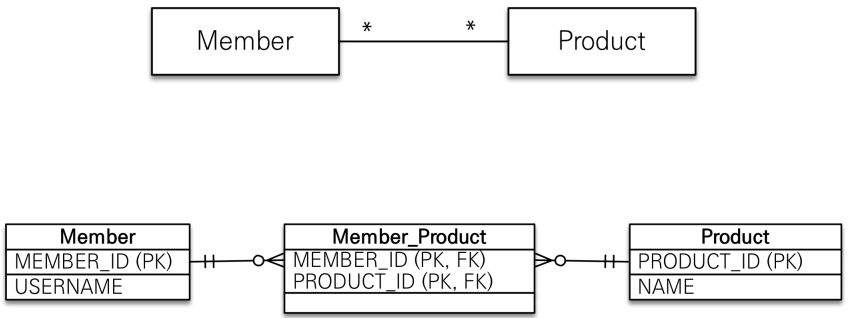 Member
*
*
Product
Member
MEMBER_ID (PK)
USERNAME
Member_Product
MEMBER_ID (PK, FK)
PRODUCT_ID (PK, FK)
Product
PRODUCT_ID (PK)
NAME